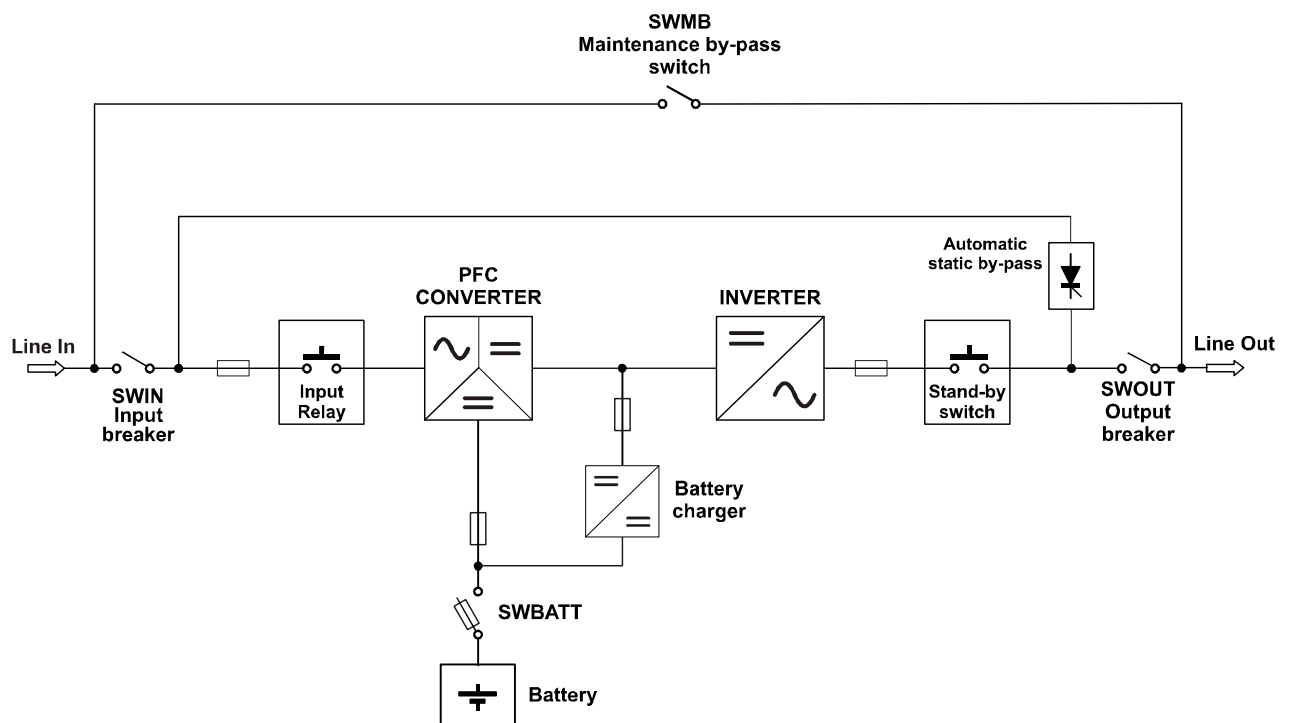 SWMB
Maintenance by-pass
switch
Automatic
static by-pass
PFC
CONVERTER
INVERTER
Line In
Line Out
SWIN
Input
breaker
Input
Relay
Stand-by
switch
SWOUT
Output
breaker
Battery
charger
SWBATT
Battery